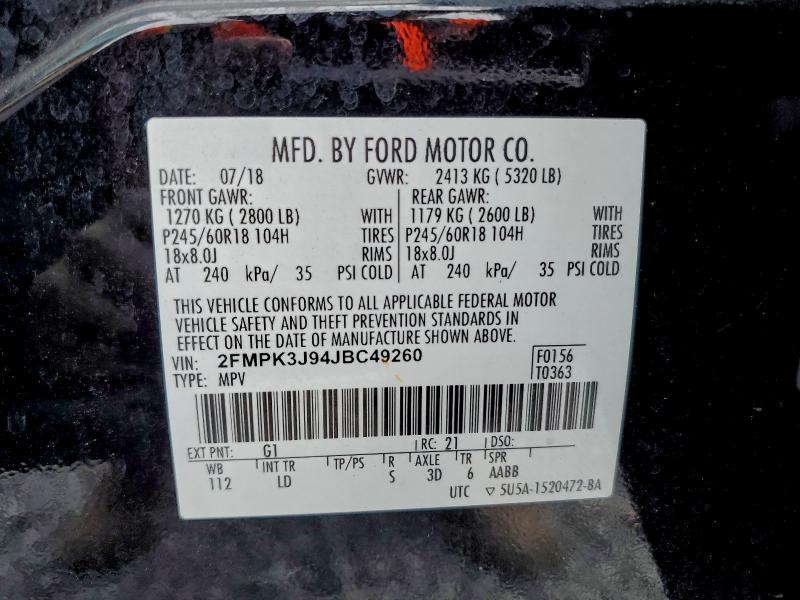 MFD. BY FORD MOTOR CO.
DATE: 07/18 GVWR: 2413 KG ( 5320 LB)
FRONT GAWR: REAR GAWR:
1270 KG ( 2800 LB) WITH 1179 KG ( 2600 LB) WITH
P245/60R18 104H TIRES P245/60R18 104H TIRES
18x8.0J RIMS 18x8.0J RIMS
AT 240 kPa/ 35 PSI COLD AT 240 kPa/ 35 PSI COLD
THIS VEHICLE CONFORMS TO ALL APPLICABLE FEDERAL MOTOR
VEHICLE SAFETY AND THEFT PREVENTION STANDARDS IN
EFFECT ON THE DATE OF MANUFACTURE SHOWN ABOVE.
VIN: 2FMPK3J94JBC49260 F0156
TYPE: MPV T0363
EXT PNT: G1 RC: 21 DSO:
WB INT TR TP/PS R AXLE TR SPR
112 LD S 3D 6 AABB
UTC ▽ 5U5A-1520472-BA